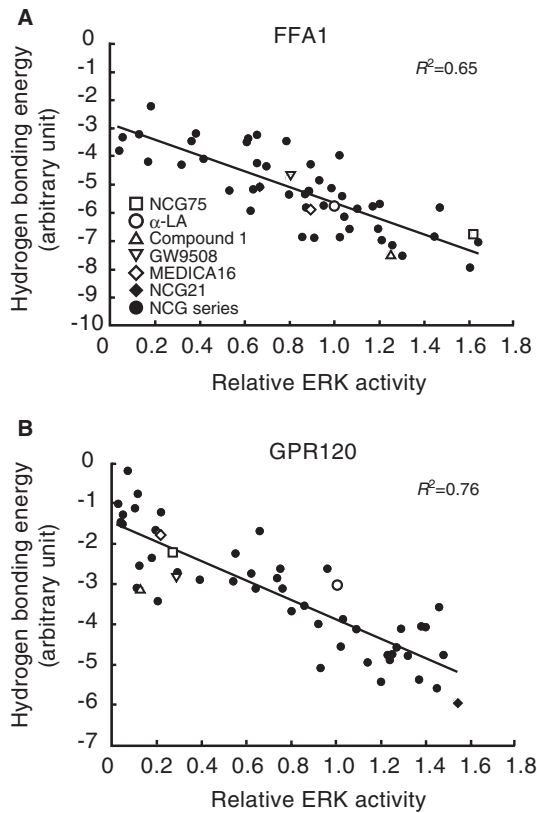 A
FFA1
R²=0.65
Hydrogen bonding energy
(arbitrary unit)
0
-1
-2
-3
-4
-5
-6
-7
-8
-9
-10
NCG75
α-LA
Compound 1
GW9508
MEDICA16
NCG21
NCG series
0 0.2 0.4 0.6 0.8 1.0 1.2 1.4 1.6 1.8
Relative ERK activity
B
GPR120
R²=0.76
Hydrogen bonding energy
(arbitrary unit)
0
-1
-2
-3
-4
-5
-6
-7
0 0.2 0.4 0.6 0.8 1.0 1.2 1.4 1.6 1.8
Relative ERK activity